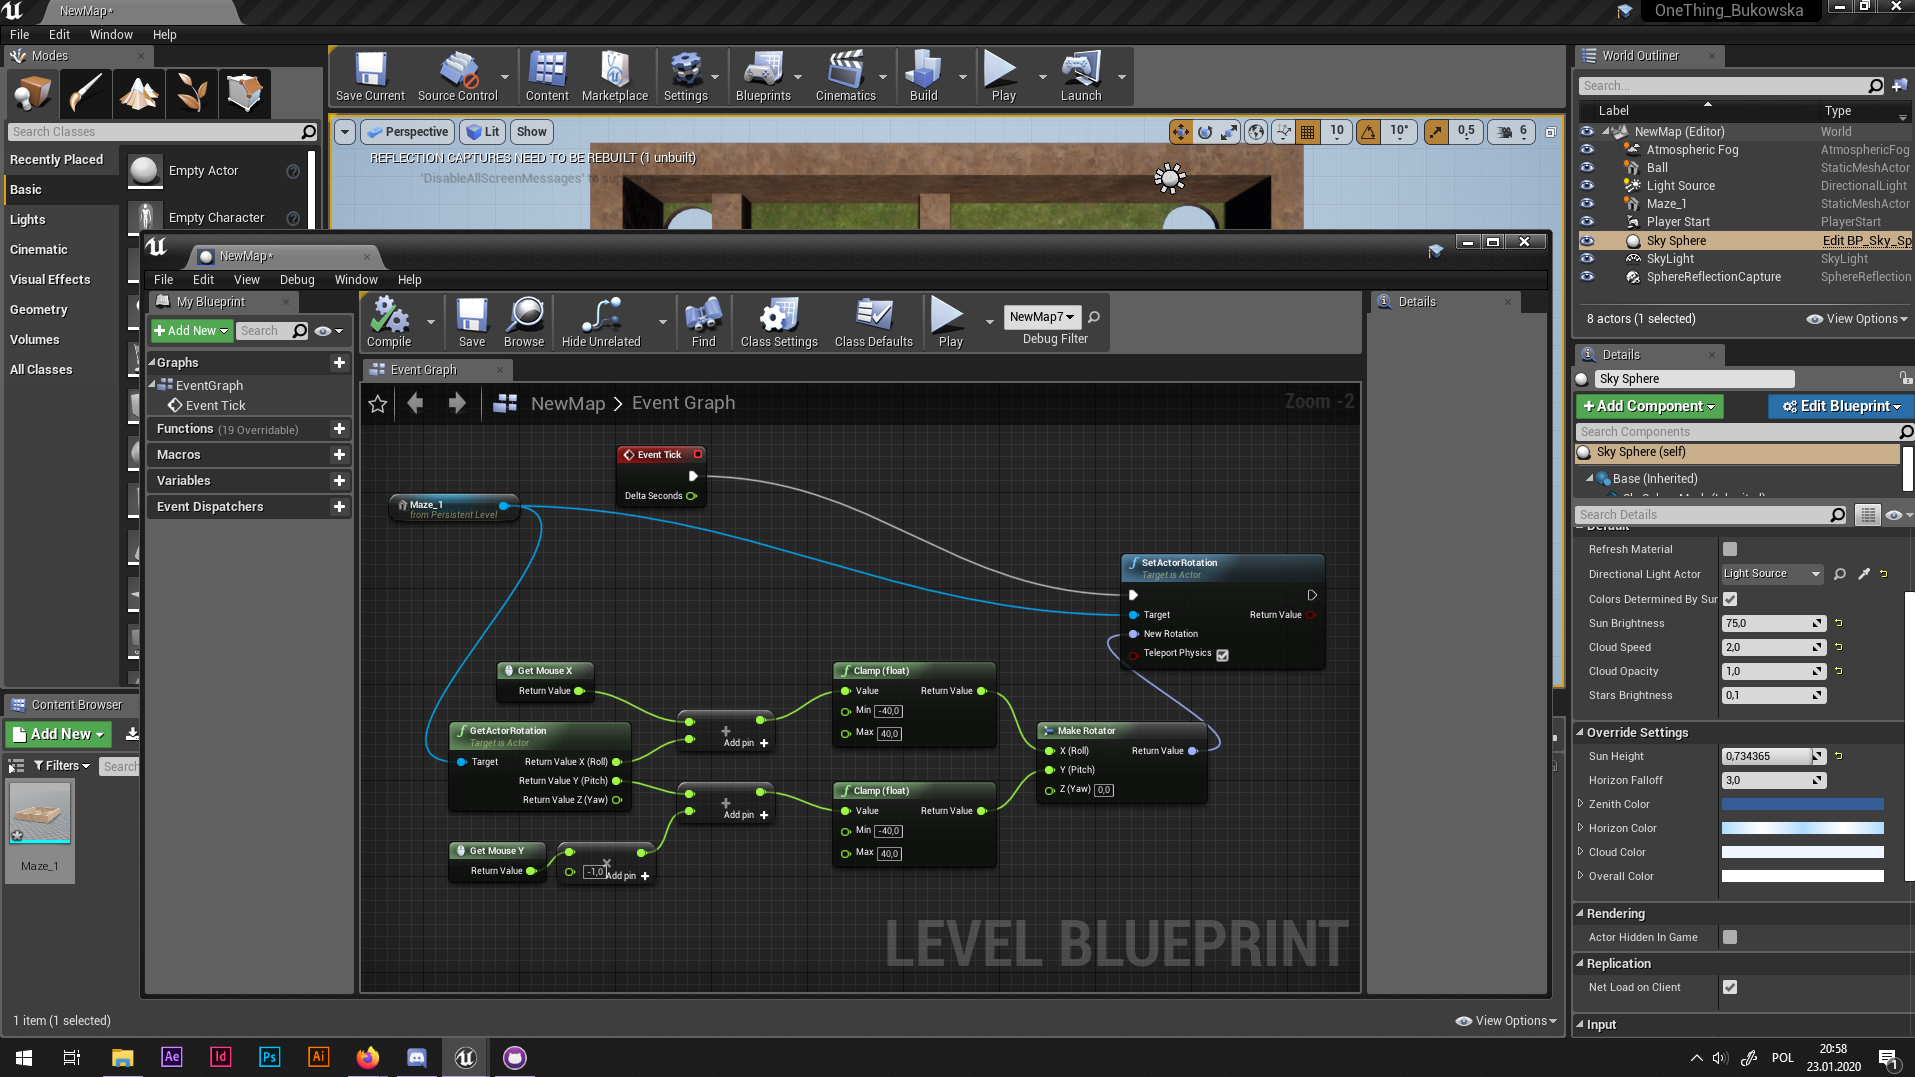 NewMap*
OneThing_Bukowska
File Edit Window Help
Modes
Search Classes
Recently Placed
Basic
Lights
Cinematic
Visual Effects
Geometry
Volumes
All Classes
Empty Actor
Empty Character
Save Current Source Control Content Marketplace Settings Blueprints Cinematics Build Play Launch
Perspective Lit Show
10 10° 0,5 6
REFLECTION CAPTURES NEED TO BE REBUILT (1 unbuilt)
'DisableAllScreenMessages' to
World Outliner
Search...
Label Type
NewMap (Editor) World
Atmospheric Fog AtmosphericFog
Ball StaticMeshActor
Light Source DirectionalLight
Maze_1 StaticMeshActor
Player Start PlayerStart
Sky Sphere Edit BP_Sky_Sp
SkyLight SkyLight
SphereReflectionCapture SphereReflection
8 actors (1 selected) View Options
Details
Sky Sphere
+Add Component Edit Blueprint
Search Components
Sky Sphere (self)
Base (Inherited)
Search Details
Default
Refresh Material
Directional Light Actor Light Source
Colors Determined By Sur
Sun Brightness 75,0
Cloud Speed 2,0
Cloud Opacity 1,0
Stars Brightness 0,1
Override Settings
Sun Height 0,734365
Horizon Falloff 3,0
Zenith Color
Horizon Color
Cloud Color
Overall Color
Rendering
Actor Hidden In Game
Replication
Net Load on Client
Input
NewMap*
File Edit View Debug Window Help
My Blueprint
+Add New Search
Graphs
EventGraph
Event Tick
Functions (19 Overridable)
Macros
Variables
Event Dispatchers
Compile Save Browse Hide Unrelated Find Class Settings Class Defaults Play
NewMap7
Debug Filter
Details
Event Graph
NewMap > Event Graph
Zoom -2
Event Tick
Delta Seconds
Maze_1
from Persistent Level
SetActorRotation
Target is Actor
Target Return Value
New Rotation
Teleport Physics
Get Mouse X
Return Value
GetActorRotation
Target is Actor
Target Return Value X (Roll)
Return Value Y (Pitch)
Return Value Z (Yaw)
Get Mouse Y
Return Value
-1,0
Add pin +
Add pin +
Add pin +
Clamp (float)
Value Return Value
Min -40,0
Max 40,0
Clamp (float)
Value Return Value
Min -40,0
Max 40,0
Make Rotator
X (Roll) Return Value
Y (Pitch)
Z (Yaw) 0,0
LEVEL BLUEPRINT
Content Browser
Add New
Filters Search
Maze_1
1 item (1 selected)
View Options
Ae Id Ps Ai
POL
20:58
23.01.2020
1